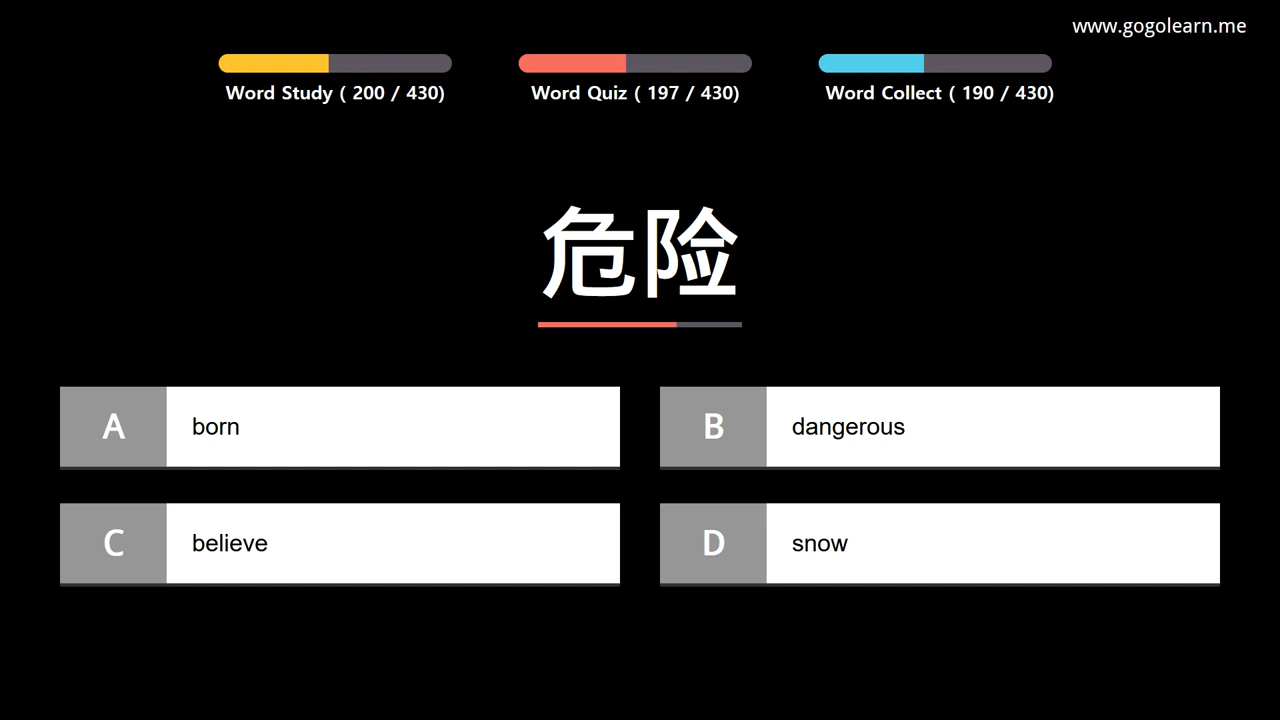 www.gogolearn.me
Word Study ( 200 / 430)
Word Quiz ( 197 / 430)
Word Collect ( 190 / 430)
危险
A born
B dangerous
C believe
D snow